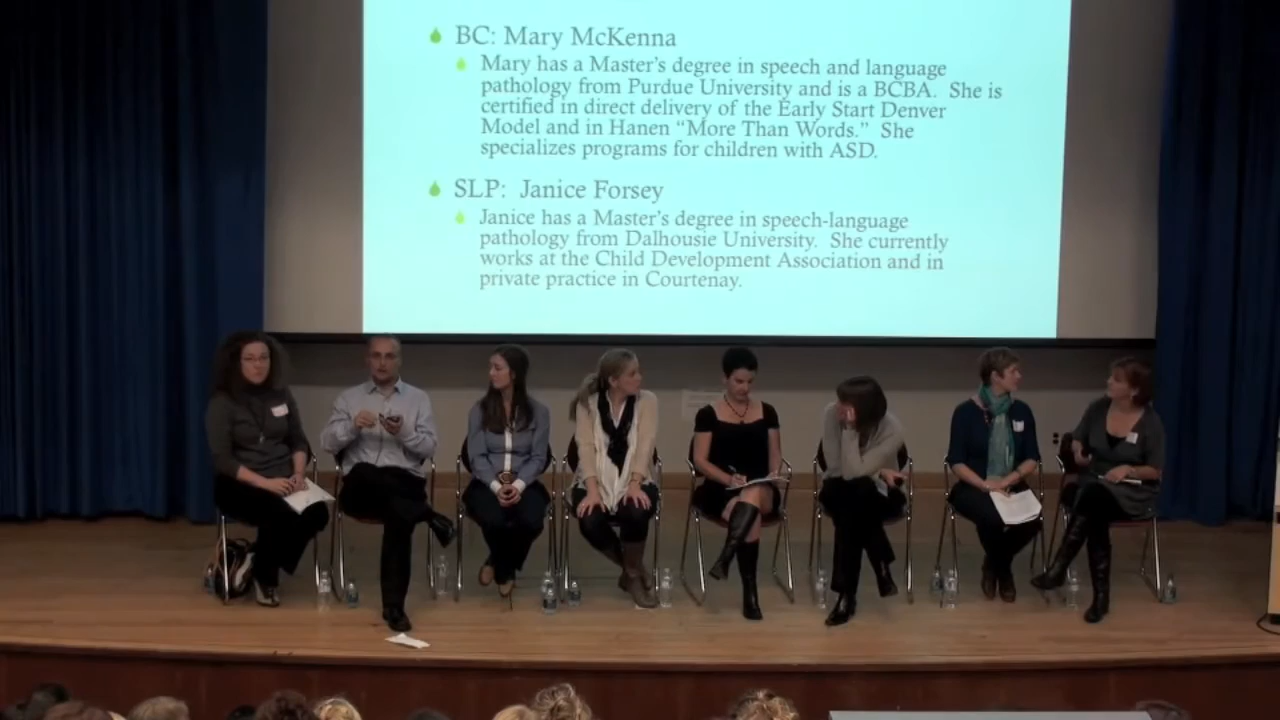 BC: Mary McKenna
Mary has a Master's degree in speech and language
pathology from Purdue University and is a BCBA.  She is
certified in direct delivery of the Early Start Denver
Model and in Hanen “More Than Words.”  She
specializes programs for children with ASD.
SLP:  Janice Forsey
Janice has a Master's degree in speech-language
pathology from Dalhousie University.  She currently
works at the Child Development Association and in
private practice in Courtenay.